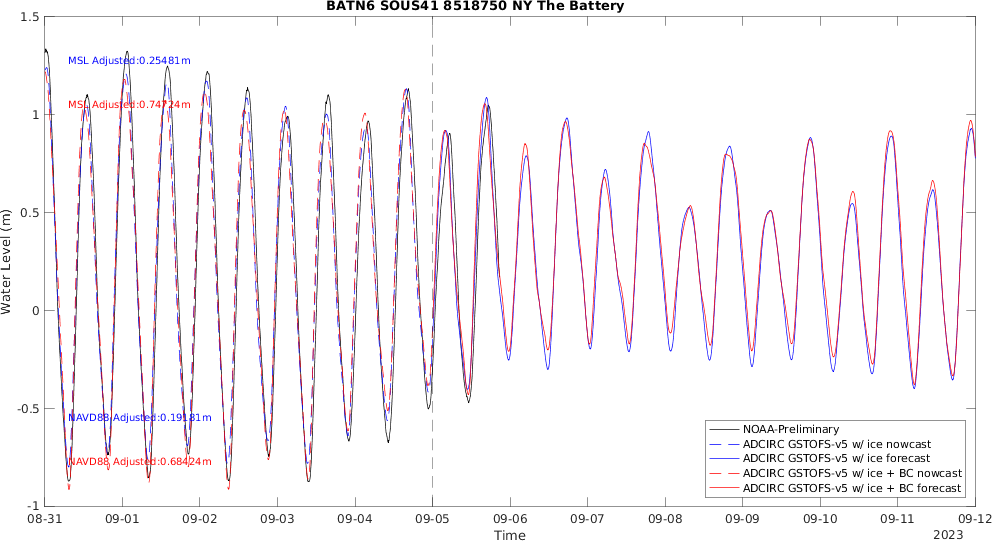 BATN6 SOUS41 8518750 NY The Battery
1.5
1
0.5
0
-0.5
-1
Water Level (m)
MSL Adjusted:0.25481m
MSL Adjusted:0.74724m
NAVD88 Adjusted:0.19181m
NAVD88 Adjusted:0.68424m
NOAA-Preliminary
ADCIRC GSTOFS-v5 w/ ice nowcast
ADCIRC GSTOFS-v5 w/ ice forecast
ADCIRC GSTOFS-v5 w/ ice + BC nowcast
ADCIRC GSTOFS-v5 w/ ice + BC forecast
08-31 09-01 09-02 09-03 09-04 09-05 09-06 09-07 09-08 09-09 09-10 09-11 09-12
Time
2023